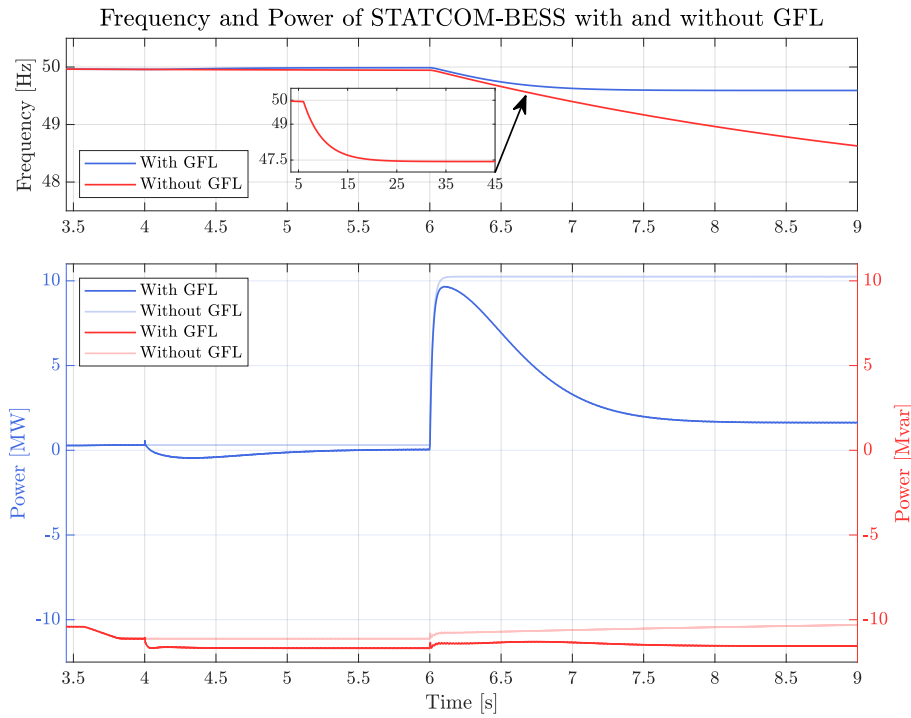 Frequency and Power of STATCOM-BESS with and without GFL
Frequency [Hz]
50
49
48
With GFL
Without GFL
50
49
47.5
5 15 25 35 45
3.5 4 4.5 5 5.5 6 6.5 7 7.5 8 8.5 9
Power [MW]
10
5
0
-5
-10
With GFL
Without GFL
With GFL
Without GFL
10
5
0
-5
-10
Power [Mvar]
3.5 4 4.5 5 5.5 6 6.5 7 7.5 8 8.5 9
Time [s]